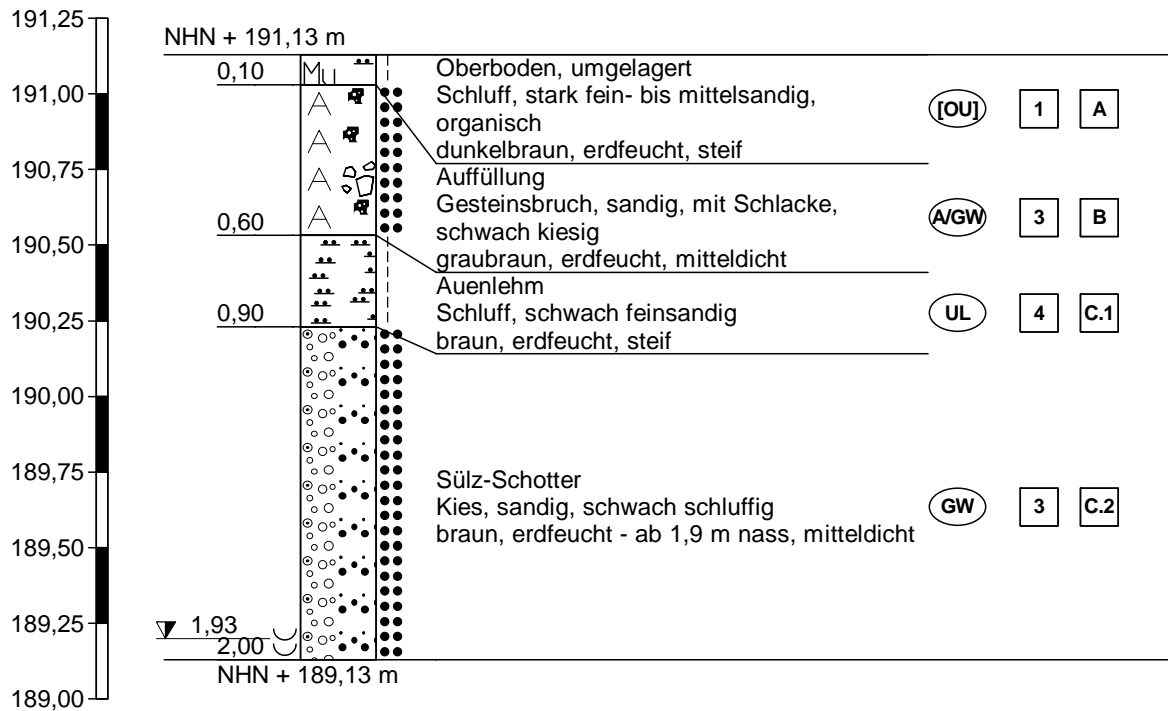 191,25
NHN + 191,13 m
0,10
Mu
Oberboden, umgelagert
191,00
A
Schluff, stark fein- bis mittelsandig,
[OU]
1
A
organisch
A
dunkelbraun, erdfeucht, steif
190,75
A
Auffüllung
A
Gesteinsbruch, sandig, mit Schlacke,
A/GW
3
B
0,60
schwach kiesig
190,50
graubraun, erdfeucht, mitteldicht
Auenlehm
190,25
0,90
Schluff, schwach feinsandig
UL
4
C.1
braun, erdfeucht, steif
190,00
189,75
Sülz-Schotter
Kies, sandig, schwach schluffig
GW
3
C.2
braun, erdfeucht - ab 1,9 m nass, mitteldicht
189,50
189,25
1,93
2,00
NHN + 189,13 m
189,00